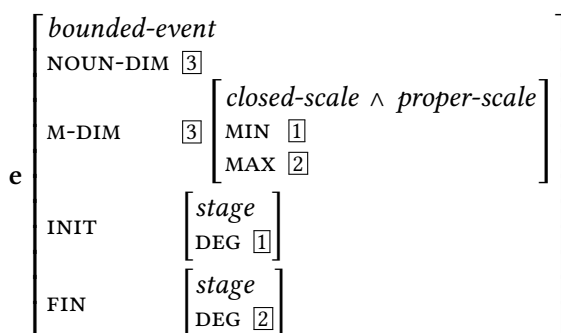 bounded-event
NOUN-DIM 3
closed-scale ∧ proper-scale
M-DIM 3 MIN 1
MAX 2
e
stage
INIT DEG 1
stage
FIN DEG 2